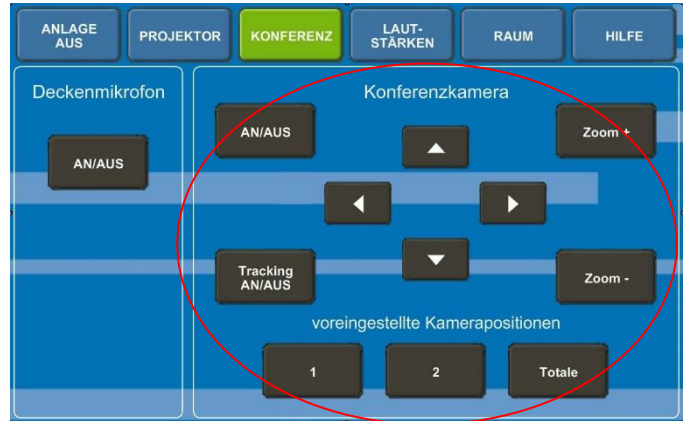 ANLAGE
AUS
PROJEKTOR
KONFERENZ
LAUT-
STÄRKEN
RAUM
HILFE
Deckenmikrofon
AN/AUS
Konferenzkamera
AN/AUS
Zoom +
Tracking
AN/AUS
Zoom -
voreingestellte Kamerapositionen
1
2
Totale